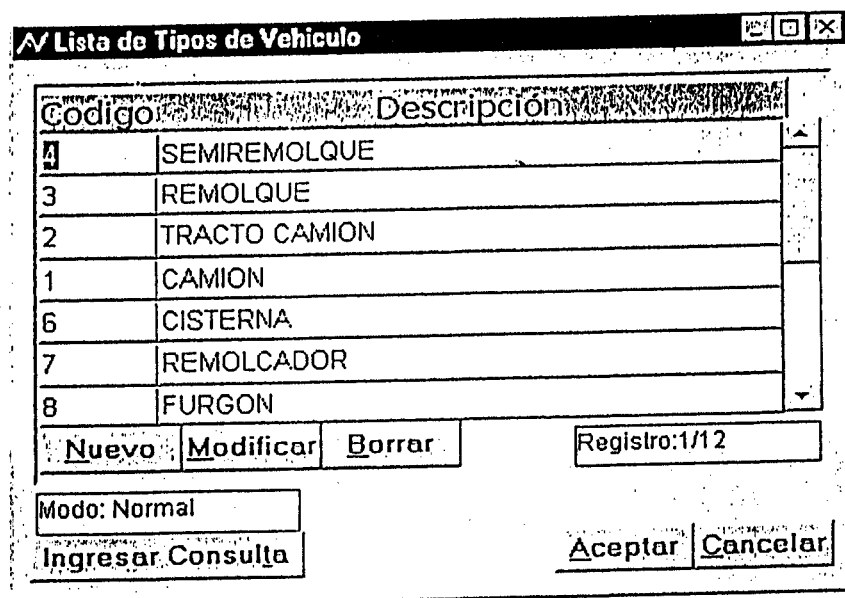 Lista de Tipos de Vehiculo
Codigo Descripción
4 SEMIREMOLQUE
3 REMOLQUE
2 TRACTO CAMION
1 CAMION
6 CISTERNA
7 REMOLCADOR
8 FURGON
Nuevo Modificar Borrar Registro:1/12
Modo: Normal
Ingresar Consulta Aceptar Cancelar